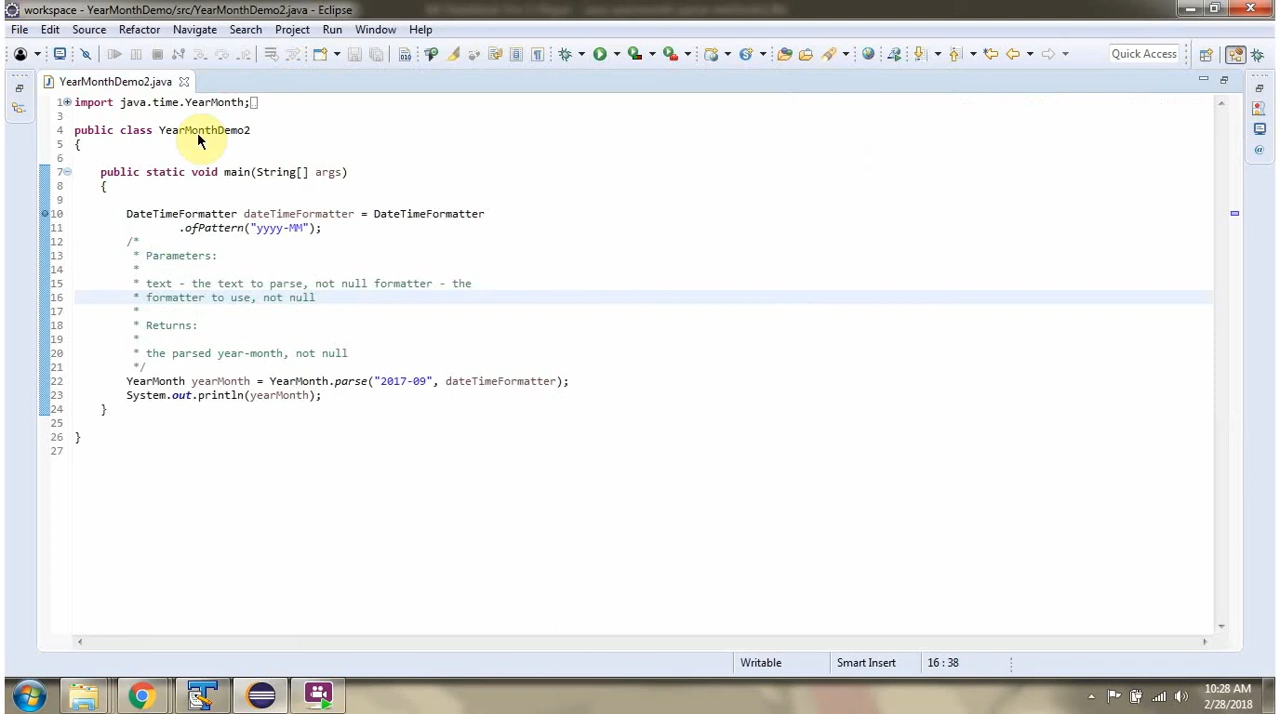 workspace - YearMonthDemo/src/YearMonthDemo2.java - Eclipse
File Edit Source Refactor Navigate Search Project Run Window Help
Quick Access
YearMonthDemo2.java
1 import java.time.YearMonth;
3
4 public class YearMonthDemo2
5 {
6
7 public static void main(String[] args)
8 {
9
10 DateTimeFormatter dateTimeFormatter = DateTimeFormatter
11 .ofPattern("yyyy-MM");
12 /*
13 * Parameters:
14 *
15 * text - the text to parse, not null formatter - the
16 * formatter to use, not null
17 *
18 * Returns:
19 *
20 * the parsed year-month, not null
21 */
22 YearMonth yearMonth = YearMonth.parse("2017-09", dateTimeFormatter);
23 System.out.println(yearMonth);
24 }
25
26 }
27
Writable Smart Insert 16 : 38
10:28 AM
2/28/2018